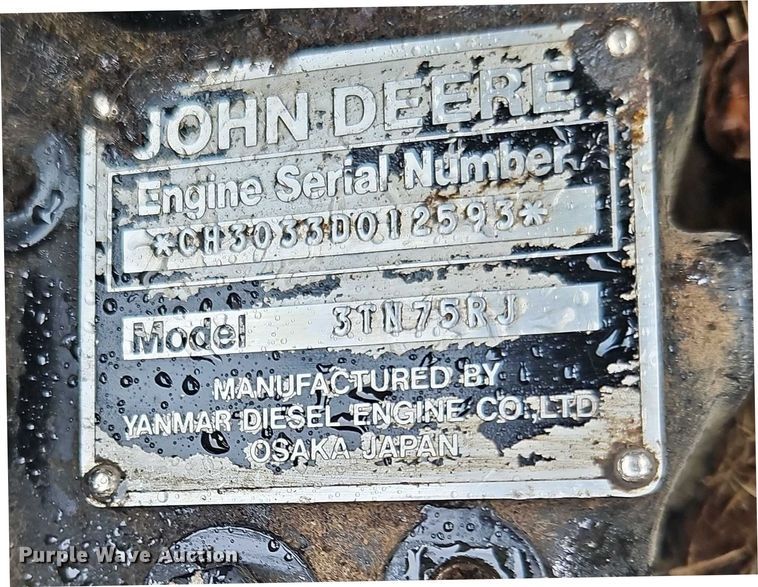 JOHN DEERE
Engine Serial Number
*CH3033D012593*
Model 3TN75RJ
MANUFACTURED BY
YANMAR DIESEL ENGINE CO.,LTD
OSAKA JAPAN
Purple Wave Auction